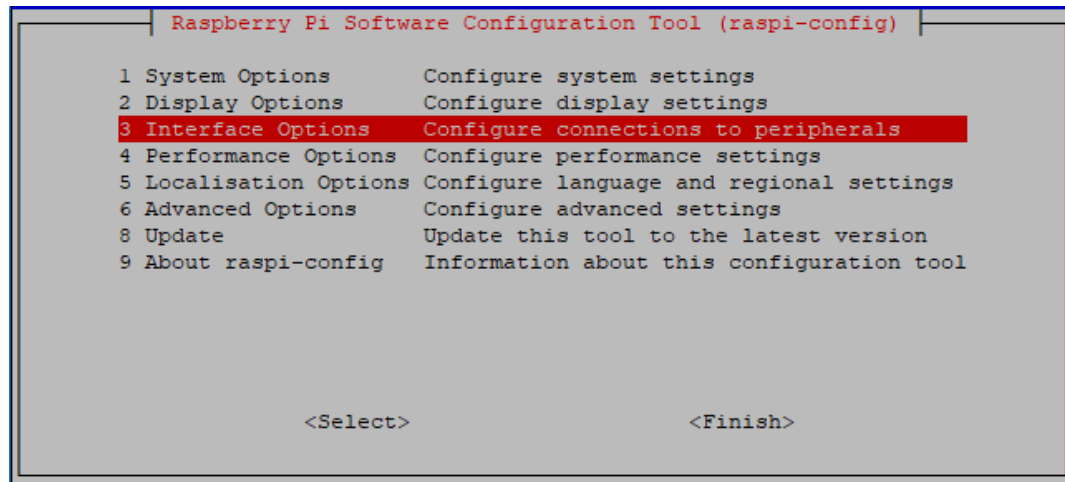 Raspberry Pi Software Configuration Tool (raspi-config)
1 System Options Configure system settings
2 Display Options Configure display settings
3 Interface Options Configure connections to peripherals
4 Performance Options Configure performance settings
5 Localisation Options Configure language and regional settings
6 Advanced Options Configure advanced settings
8 Update Update this tool to the latest version
9 About raspi-config Information about this configuration tool
<Select> <Finish>